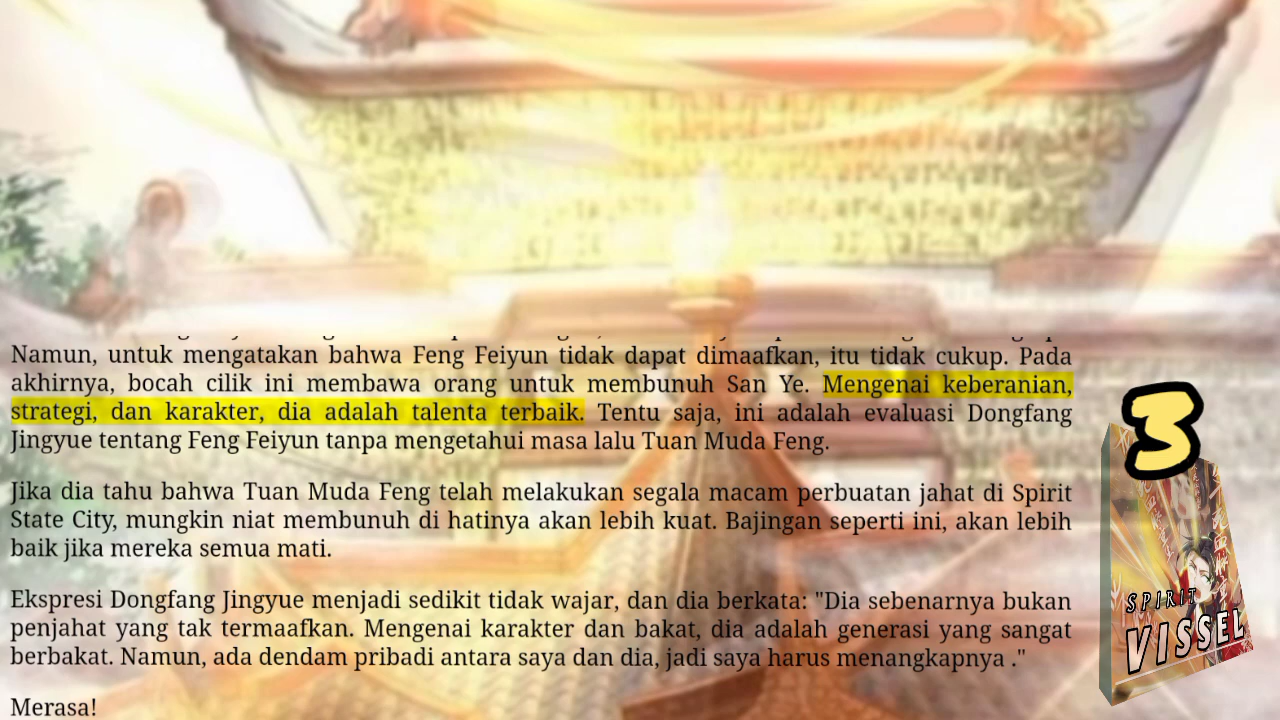 Namun, untuk mengatakan bahwa Feng Feiyun tidak dapat dimaafkan, itu tidak cukup. Pada
akhirnya, bocah cilik ini membawa orang untuk membunuh San Ye. Mengenai keberanian,
strategi, dan karakter, dia adalah talenta terbaik. Tentu saja, ini adalah evaluasi Dongfang
Jingyue tentang Feng Feiyun tanpa mengetahui masa lalu Tuan Muda Feng.
Jika dia tahu bahwa Tuan Muda Feng telah melakukan segala macam perbuatan jahat di Spirit
State City, mungkin niat membunuh di hatinya akan lebih kuat. Bajingan seperti ini, akan lebih
baik jika mereka semua mati.
Ekspresi Dongfang Jingyue menjadi sedikit tidak wajar, dan dia berkata: "Dia sebenarnya bukan
penjahat yang tak termaafkan. Mengenai karakter dan bakat, dia adalah generasi yang sangat
berbakat. Namun, ada dendam pribadi antara saya dan dia, jadi saya harus menangkapnya ."
Merasa!
3
SPIRIT
VISSEL